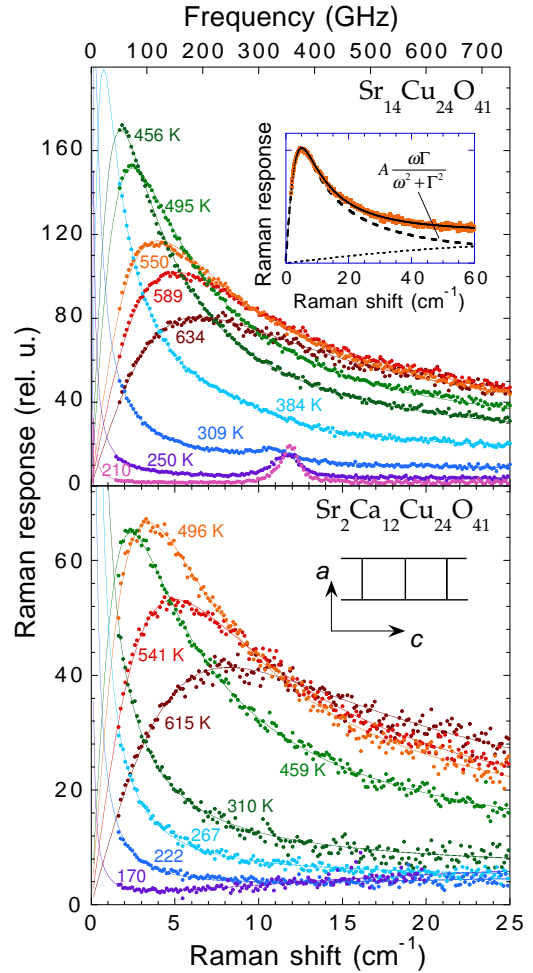 Frequency (GHz)
0 100 200 300 400 500 600 700
Sr14Cu24O41
456 K
495 K
550
589
634
384 K
309 K
250 K
210
160
120
80
40
0
Raman response
A ωΓ
ω² + Γ²
0 20 40 60
Raman shift (cm-1)
Raman response (rel. u.)
Sr2Ca12Cu24O41
a
c
496 K
541 K
615 K
459 K
310 K
267
222
170
60
40
20
0
0 5 10 15 20 25
Raman shift (cm-1)